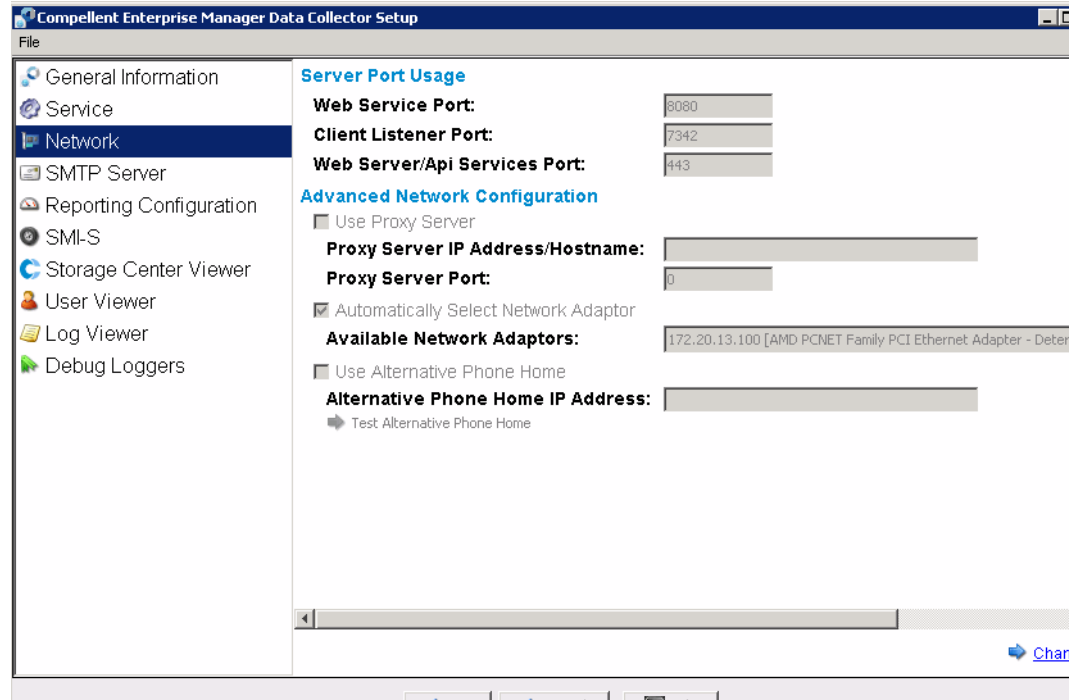 Compellent Enterprise Manager Data Collector Setup
File
General Information
Service
Network
SMTP Server
Reporting Configuration
SMI-S
Storage Center Viewer
User Viewer
Log Viewer
Debug Loggers
Server Port Usage
Web Service Port: 8080
Client Listener Port: 7342
Web Server/Api Services Port: 443
Advanced Network Configuration
Use Proxy Server
Proxy Server IP Address/Hostname:
Proxy Server Port: 0
Automatically Select Network Adaptor
Available Network Adaptors: 172.20.13.100 [AMD PCNET Family PCI Ethernet Adapter - Deter
Use Alternative Phone Home
Alternative Phone Home IP Address:
Test Alternative Phone Home
Chan